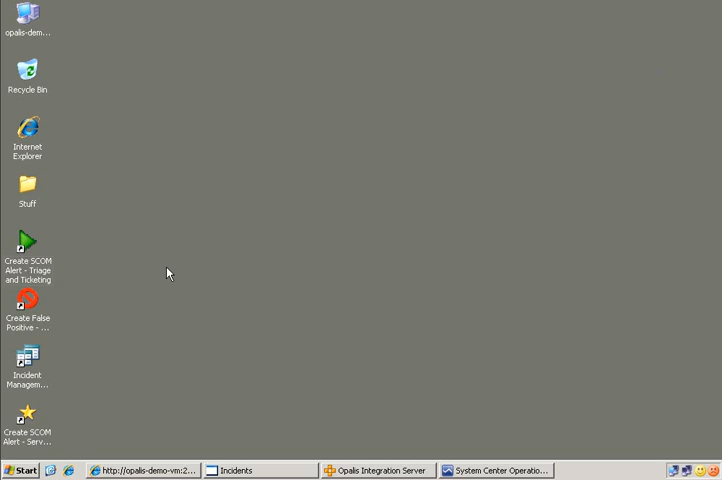 opalis-dem...
Recycle Bin
Internet
Explorer
Stuff
Create SCOM
Alert - Triage
and Ticketing
Create False
Positive - ...
Incident
Managem...
Create SCOM
Alert - Serv...
Start
http://opalis-demo-vm:2...
Incidents
Opalis Integration Server
System Center Operatio...